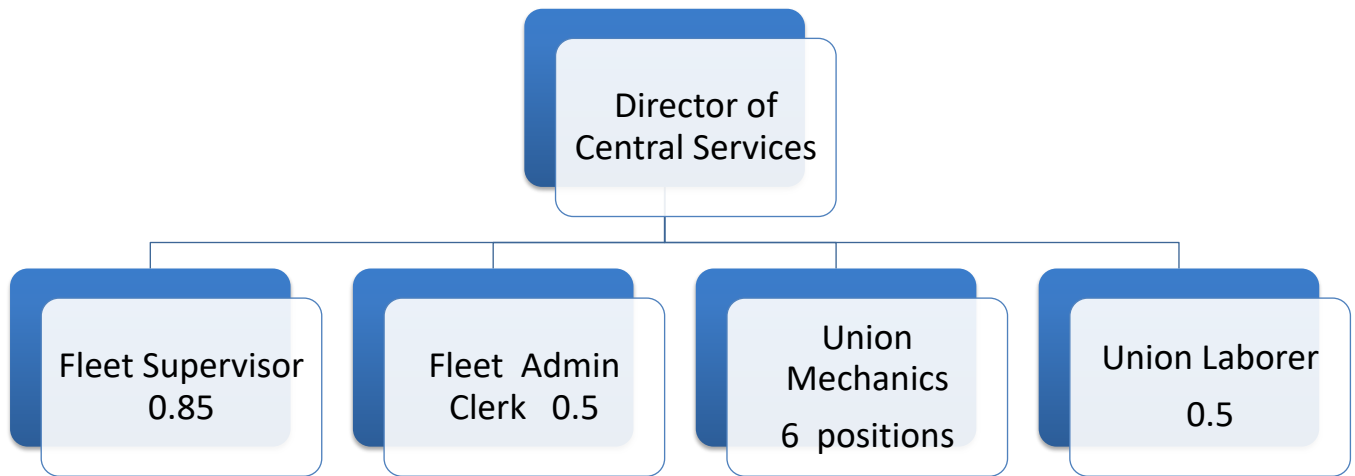 Director of
Central Services
Fleet Supervisor
0.85
Fleet Admin
Clerk 0.5
Union
Mechanics
6 positions
Union Laborer
0.5